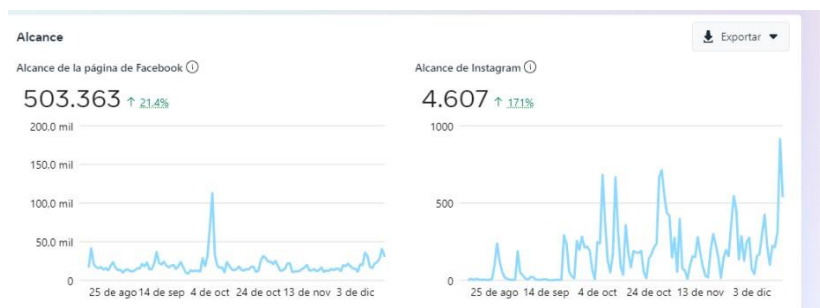 Alcance
Exportar
Alcance de la página de Facebook
503.363 ↑ 21.4%
200.0 mil
150.0 mil
100.0 mil
50.0 mil
0
25 de ago 14 de sep 4 de oct 24 de oct 13 de nov 3 de dic
Alcance de Instagram
4.607 ↑ 171%
1000
500
0
25 de ago 14 de sep 4 de oct 24 de oct 13 de nov 3 de dic